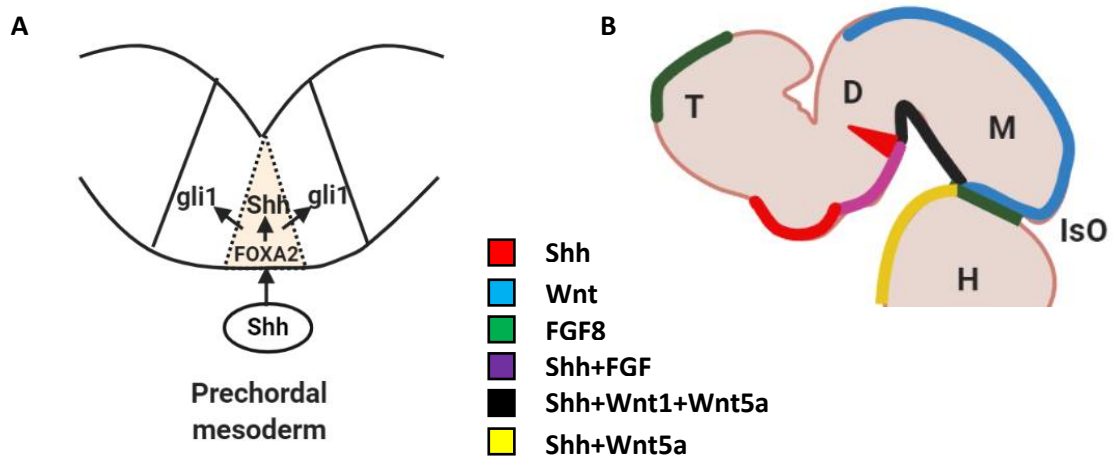 A
gli1
Shh
gli1
FOXA2
Shh
Prechordal
mesoderm
B
T
D
M
IsO
H
Shh
Wnt
FGF8
Shh+FGF
Shh+Wnt1+Wnt5a
Shh+Wnt5a